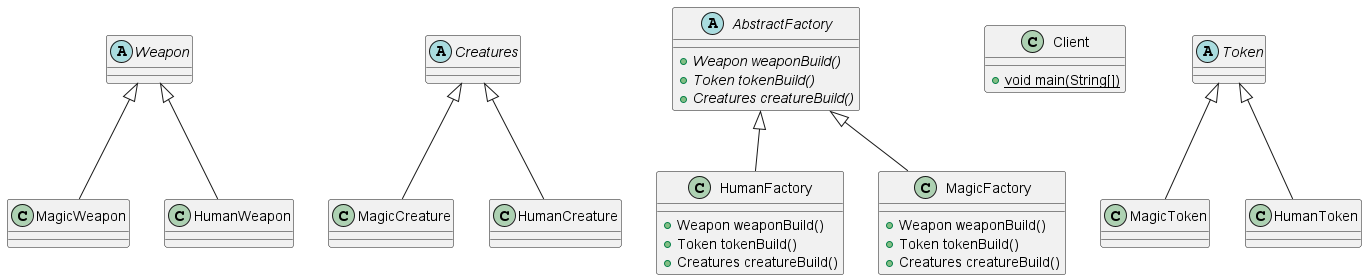 A Weapon
C MagicWeapon
C HumanWeapon
A Creatures
C MagicCreature
C HumanCreature
A AbstractFactory
Weapon weaponBuild()
Token tokenBuild()
Creatures creatureBuild()
C HumanFactory
Weapon weaponBuild()
Token tokenBuild()
Creatures creatureBuild()
C MagicFactory
Weapon weaponBuild()
Token tokenBuild()
Creatures creatureBuild()
C Client
void main(String[])
A Token
C MagicToken
C HumanToken